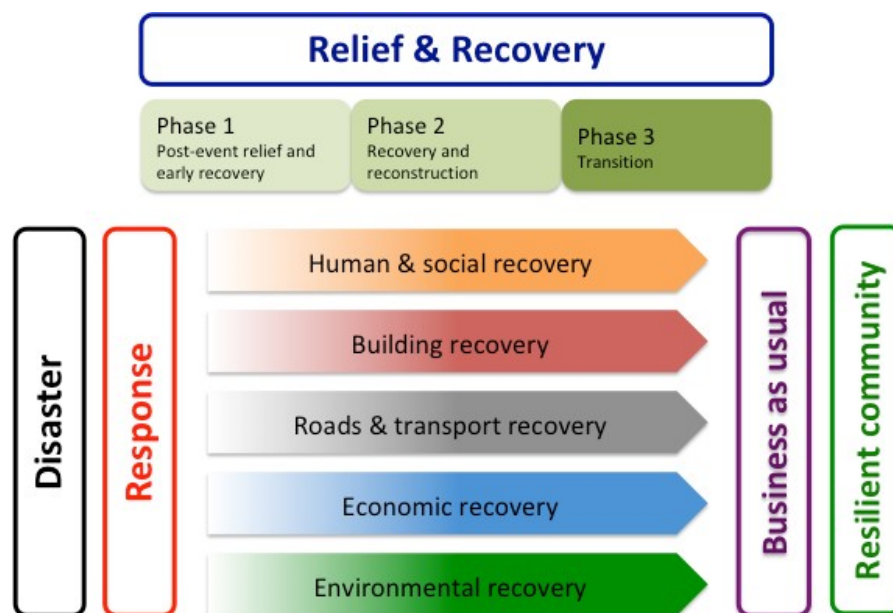 Relief & Recovery
Phase 1
Post-event relief and
early recovery
Phase 2
Recovery and
reconstruction
Phase 3
Transition
Disaster
Response
Human & social recovery
Building recovery
Roads & transport recovery
Economic recovery
Environmental recovery
Business as usual
Resilient community